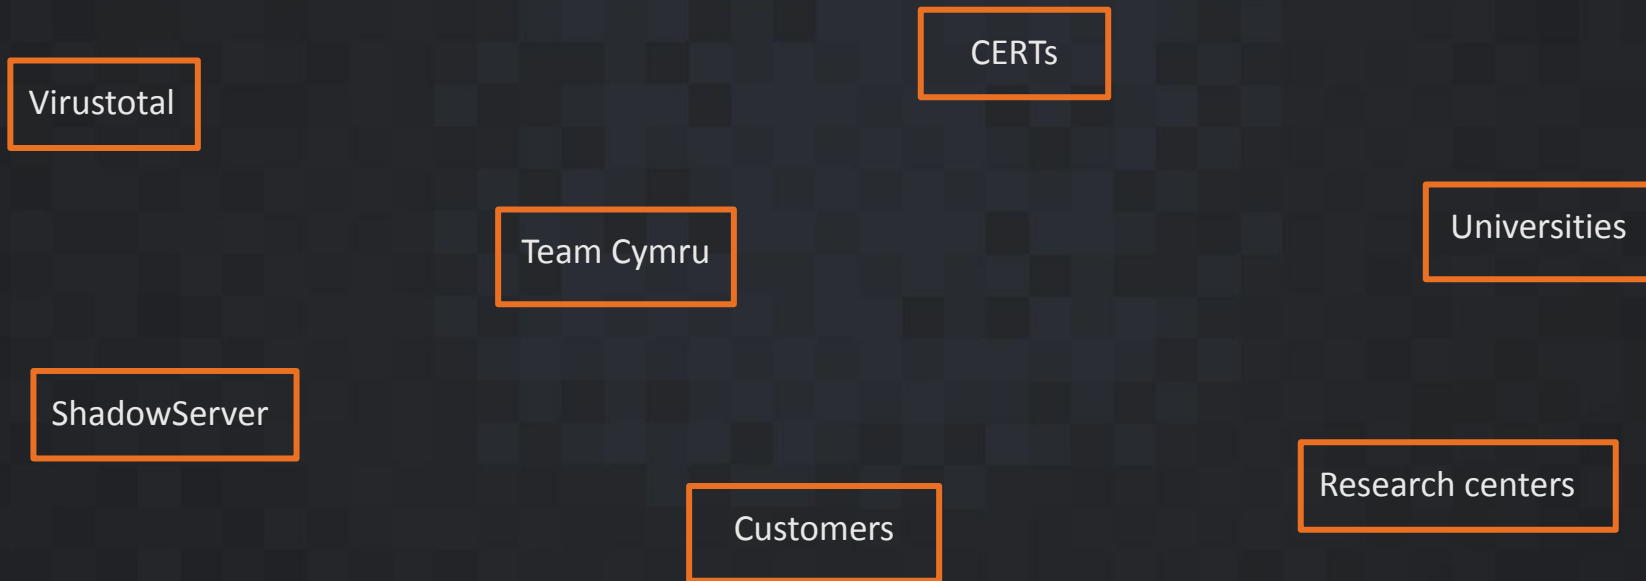 CERTs
Virustotal
Universities
Team Cymru
ShadowServer
Research centers
Customers